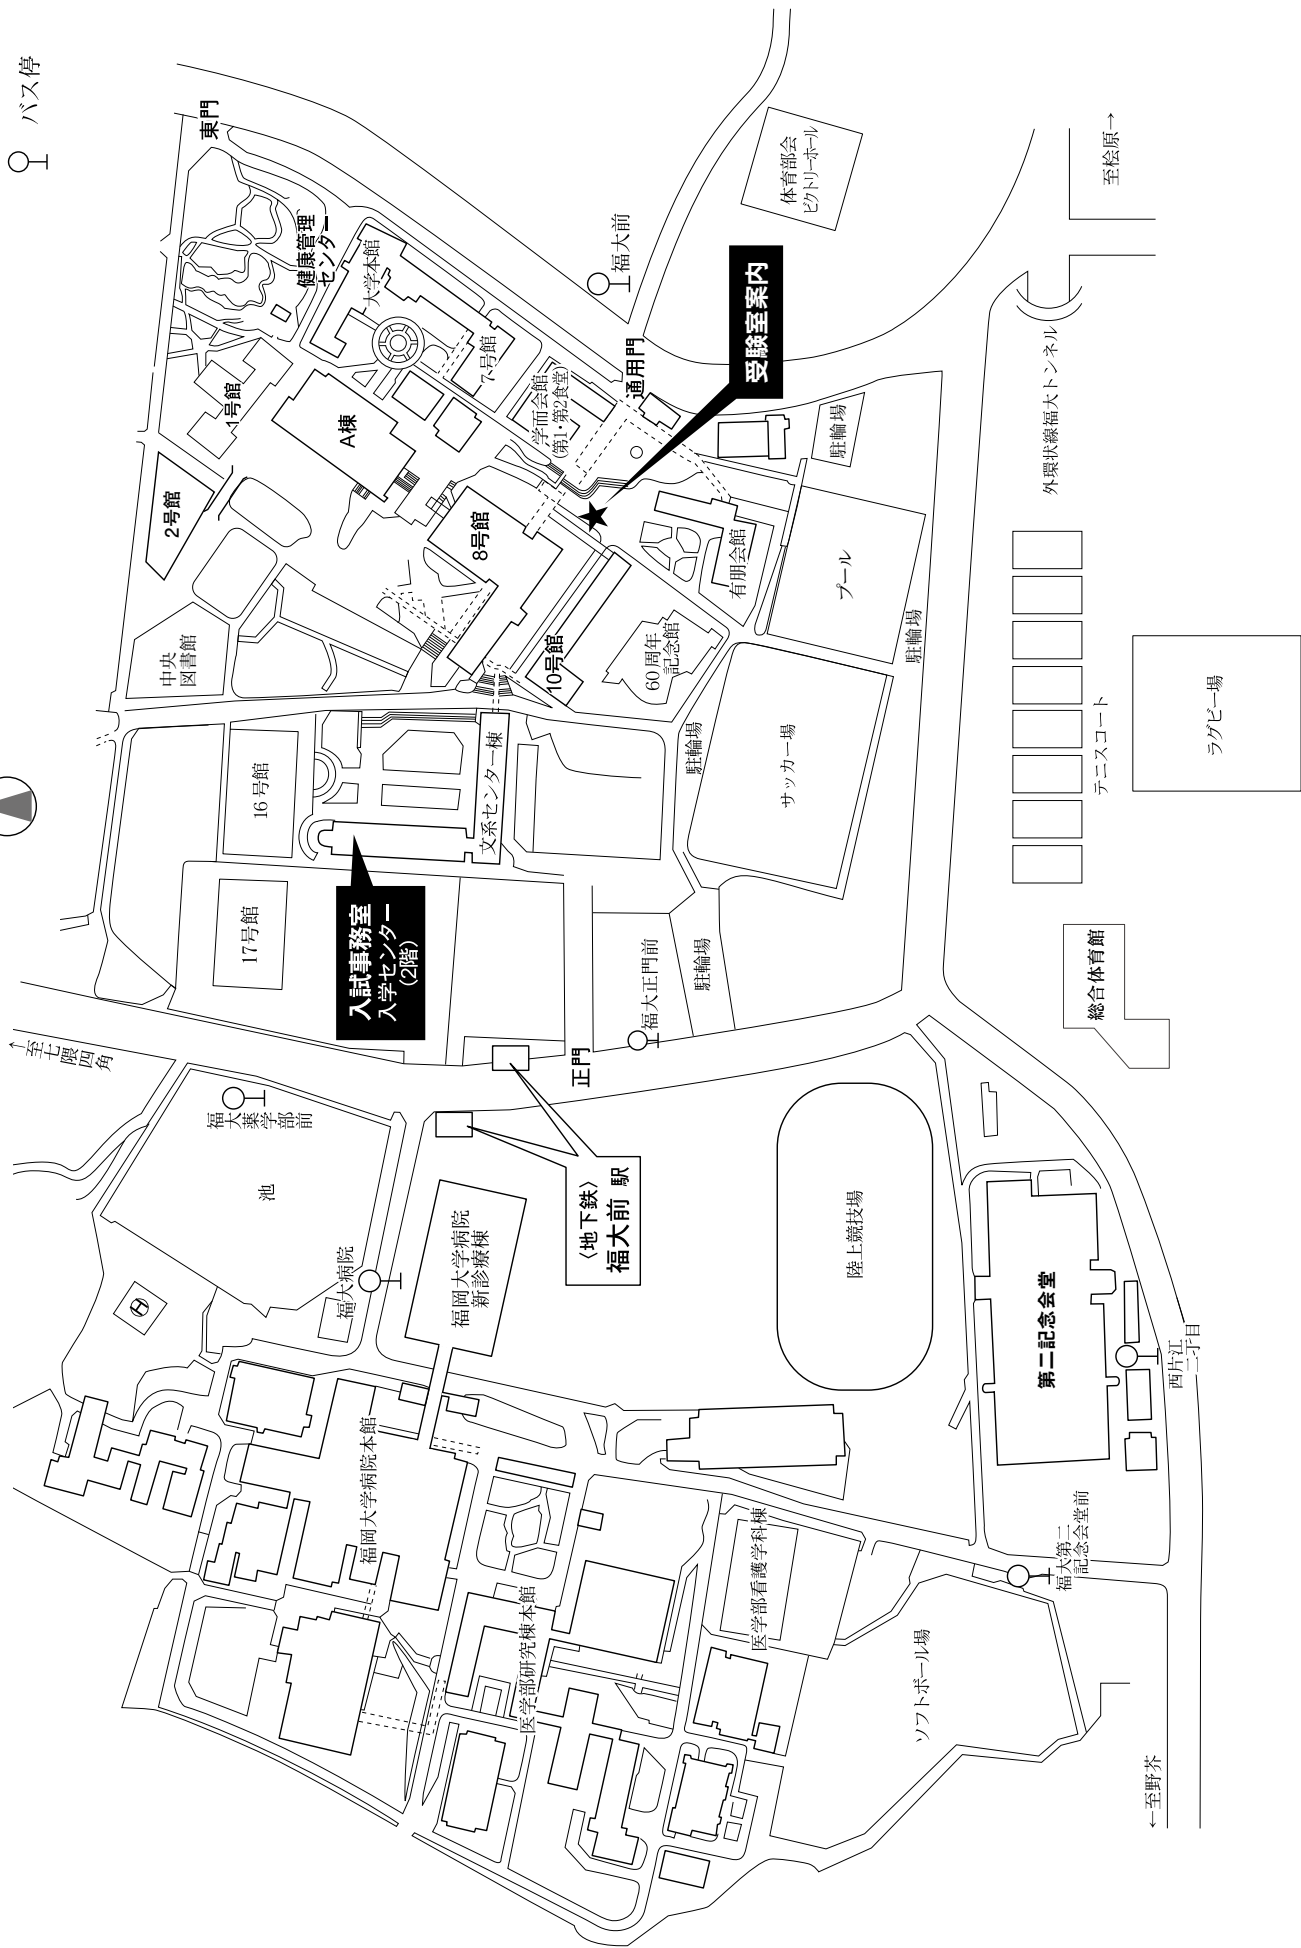 バス停
東門
健康管理
センター
大学本館
7号館
1号館
A棟
2号館
学而会館
(第1・第2食堂)
通用門
福大前
体育部会
ビクトリーホール
至桧原→
受験室案内
8号館
10号館
中央
図書館
60周年
記念館
有朋会館
駐輪場
プール
駐輪場
外環状線福大トンネル
16号館
文系センター棟
駐輪場
サッカー場
テニスコート
ラグビー場
17号館
入試事務室
入学センター
(2階)
福大正門前
駐輪場
総合体育館
←至七隈四角
正門
福大薬学部前
池
〈地下鉄〉
福大前 駅
福大病院
福岡大学病院
新診療棟
陸上競技場
第二記念会堂
西片江
二丁目
H
福岡大学病院本館
医学部研究棟本館
医学部看護学科棟
福大第二
記念会堂前
ソフトボール場
←至野芥